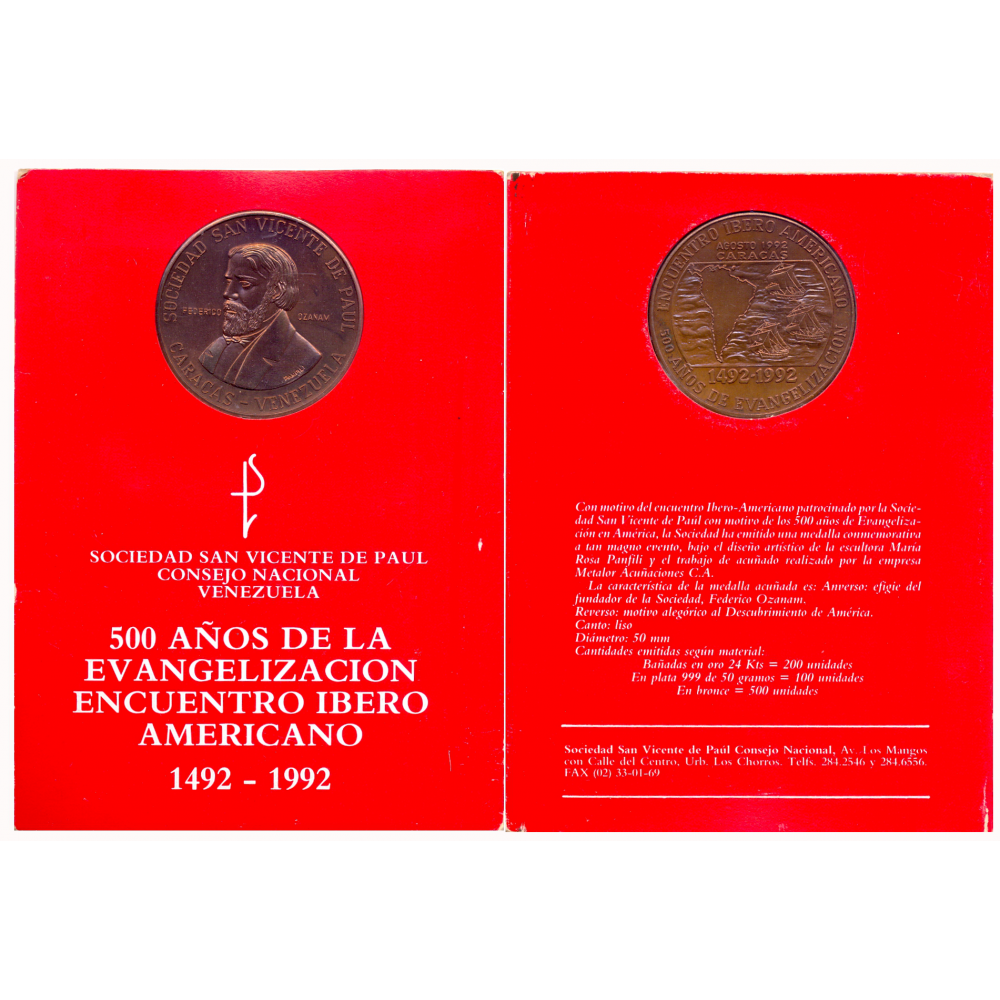 SOCIEDAD SAN VICENTE DE PAUL
FEDERICO OZANAM
CARACAS - VENEZUELA
SOCIEDAD SAN VICENTE DE PAUL
CONSEJO NACIONAL
VENEZUELA
500 AÑOS DE LA
EVANGELIZACION
ENCUENTRO IBERO
AMERICANO
1492 - 1992
ENCUENTRO IBERO AMERICANO
AGOSTO 1992
CARACAS
1492-1992
500 AÑOS DE EVANGELIZACION
Con motivo del encuentro Ibero-Americano patrocinado por la Socie-
dad San Vicente de Paúl con motivo de los 500 años de Evangeliza-
ción en América, la Sociedad ha emitido una medalla conmemorativa
a tan magno evento, bajo el diseño artístico de la escultora María
Rosa Panfili y el trabajo de acuñado realizado por la empresa
Metalor Acuñaciones C.A.
La característica de la medalla acuñada es: Anverso: efigie del
fundador de la Sociedad, Federico Ozanam.
Reverso: motivo alegórico al Descubrimiento de América.
Canto: liso
Diámetro: 50 mm
Cantidades emitidas según material:
Bañadas en oro 24 Kts = 200 unidades
En plata 999 de 50 gramos = 100 unidades
En bronce = 500 unidades
Sociedad San Vicente de Paúl Consejo Nacional, Av. Los Mangos
con Calle del Centro, Urb. Los Chorros. Telfs. 284.2546 y 284.6556.
FAX (02) 33-01-69